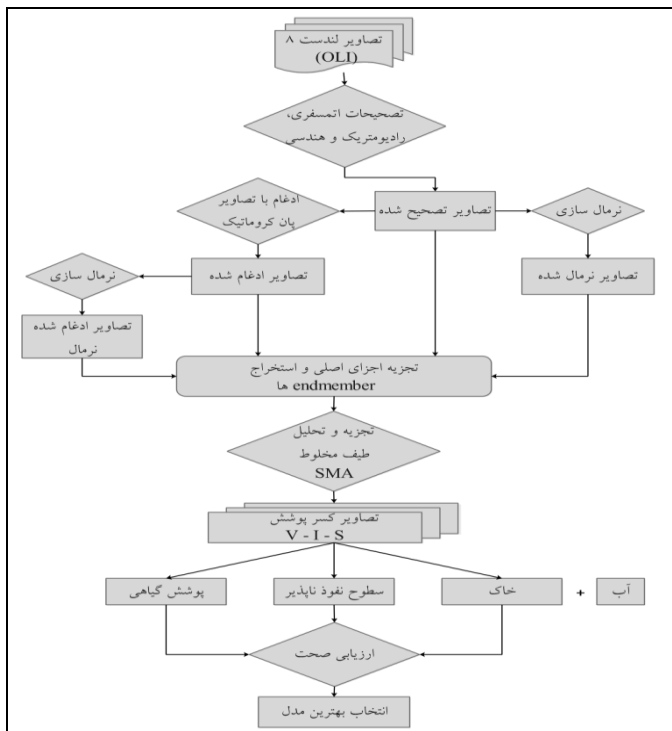 تصاویر لندست ۸
(OLI)
تصحیحات اتمسفری،
رادیومتریک و هندسی
ادغام با تصاویر
پان کروماتیک
تصاویر تصحیح شده
نرمال سازی
نرمال سازی
تصاویر ادغام شده
تصاویر نرمال شده
تصاویر ادغام شده
نرمال
تجزیه اجزای اصلی و استخراج
endmember ها
تجزیه و تحلیل
طیف مخلوط
SMA
تصاویر کسر پوشش
V - I - S
پوشش گیاهی
سطوح نفوذ ناپذیر
خاک
+
آب
ارزیابی صحت
انتخاب بهترین مدل